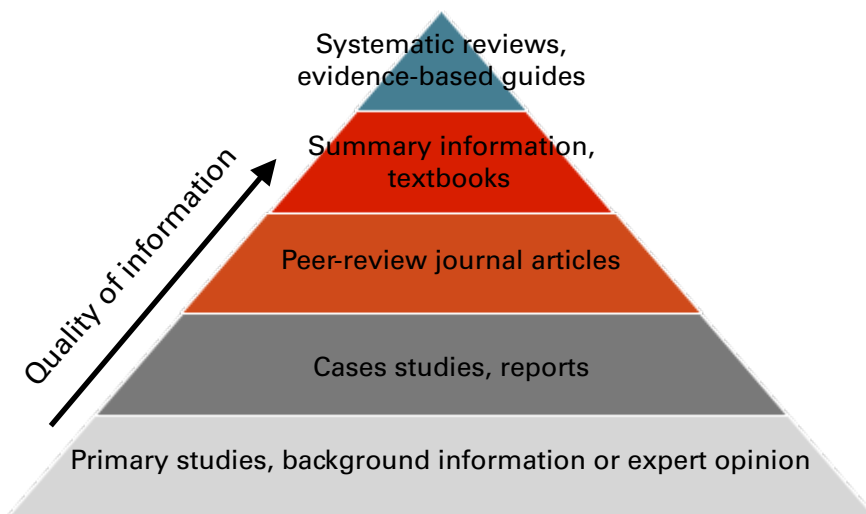 Systematic reviews,
evidence-based guides
Summary information,
textbooks
Quality of information
Peer-review journal articles
Cases studies, reports
Primary studies, background information or expert opinion